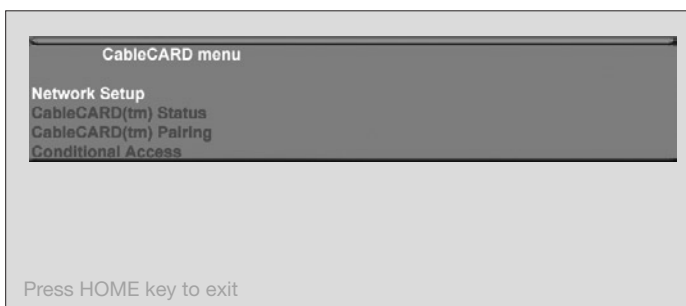 CableCARD menu
Network Setup
CableCARD(tm) Status
CableCARD(tm) Pairing
Conditional Access
Press HOME key to exit